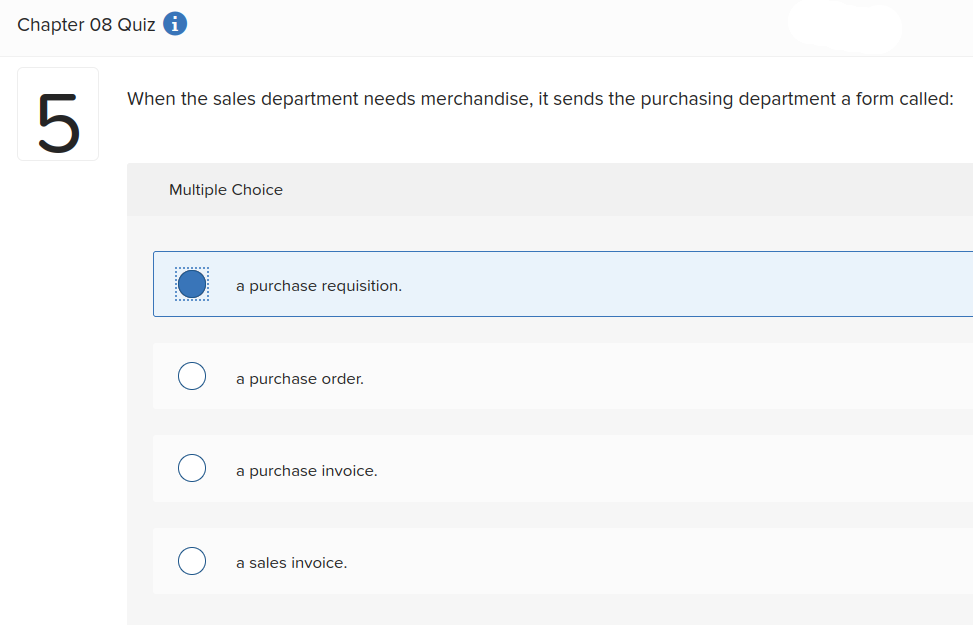 Chapter 08 Quiz i
5
When the sales department needs merchandise, it sends the purchasing department a form called:
Multiple Choice
a purchase requisition.
a purchase order.
a purchase invoice.
a sales invoice.